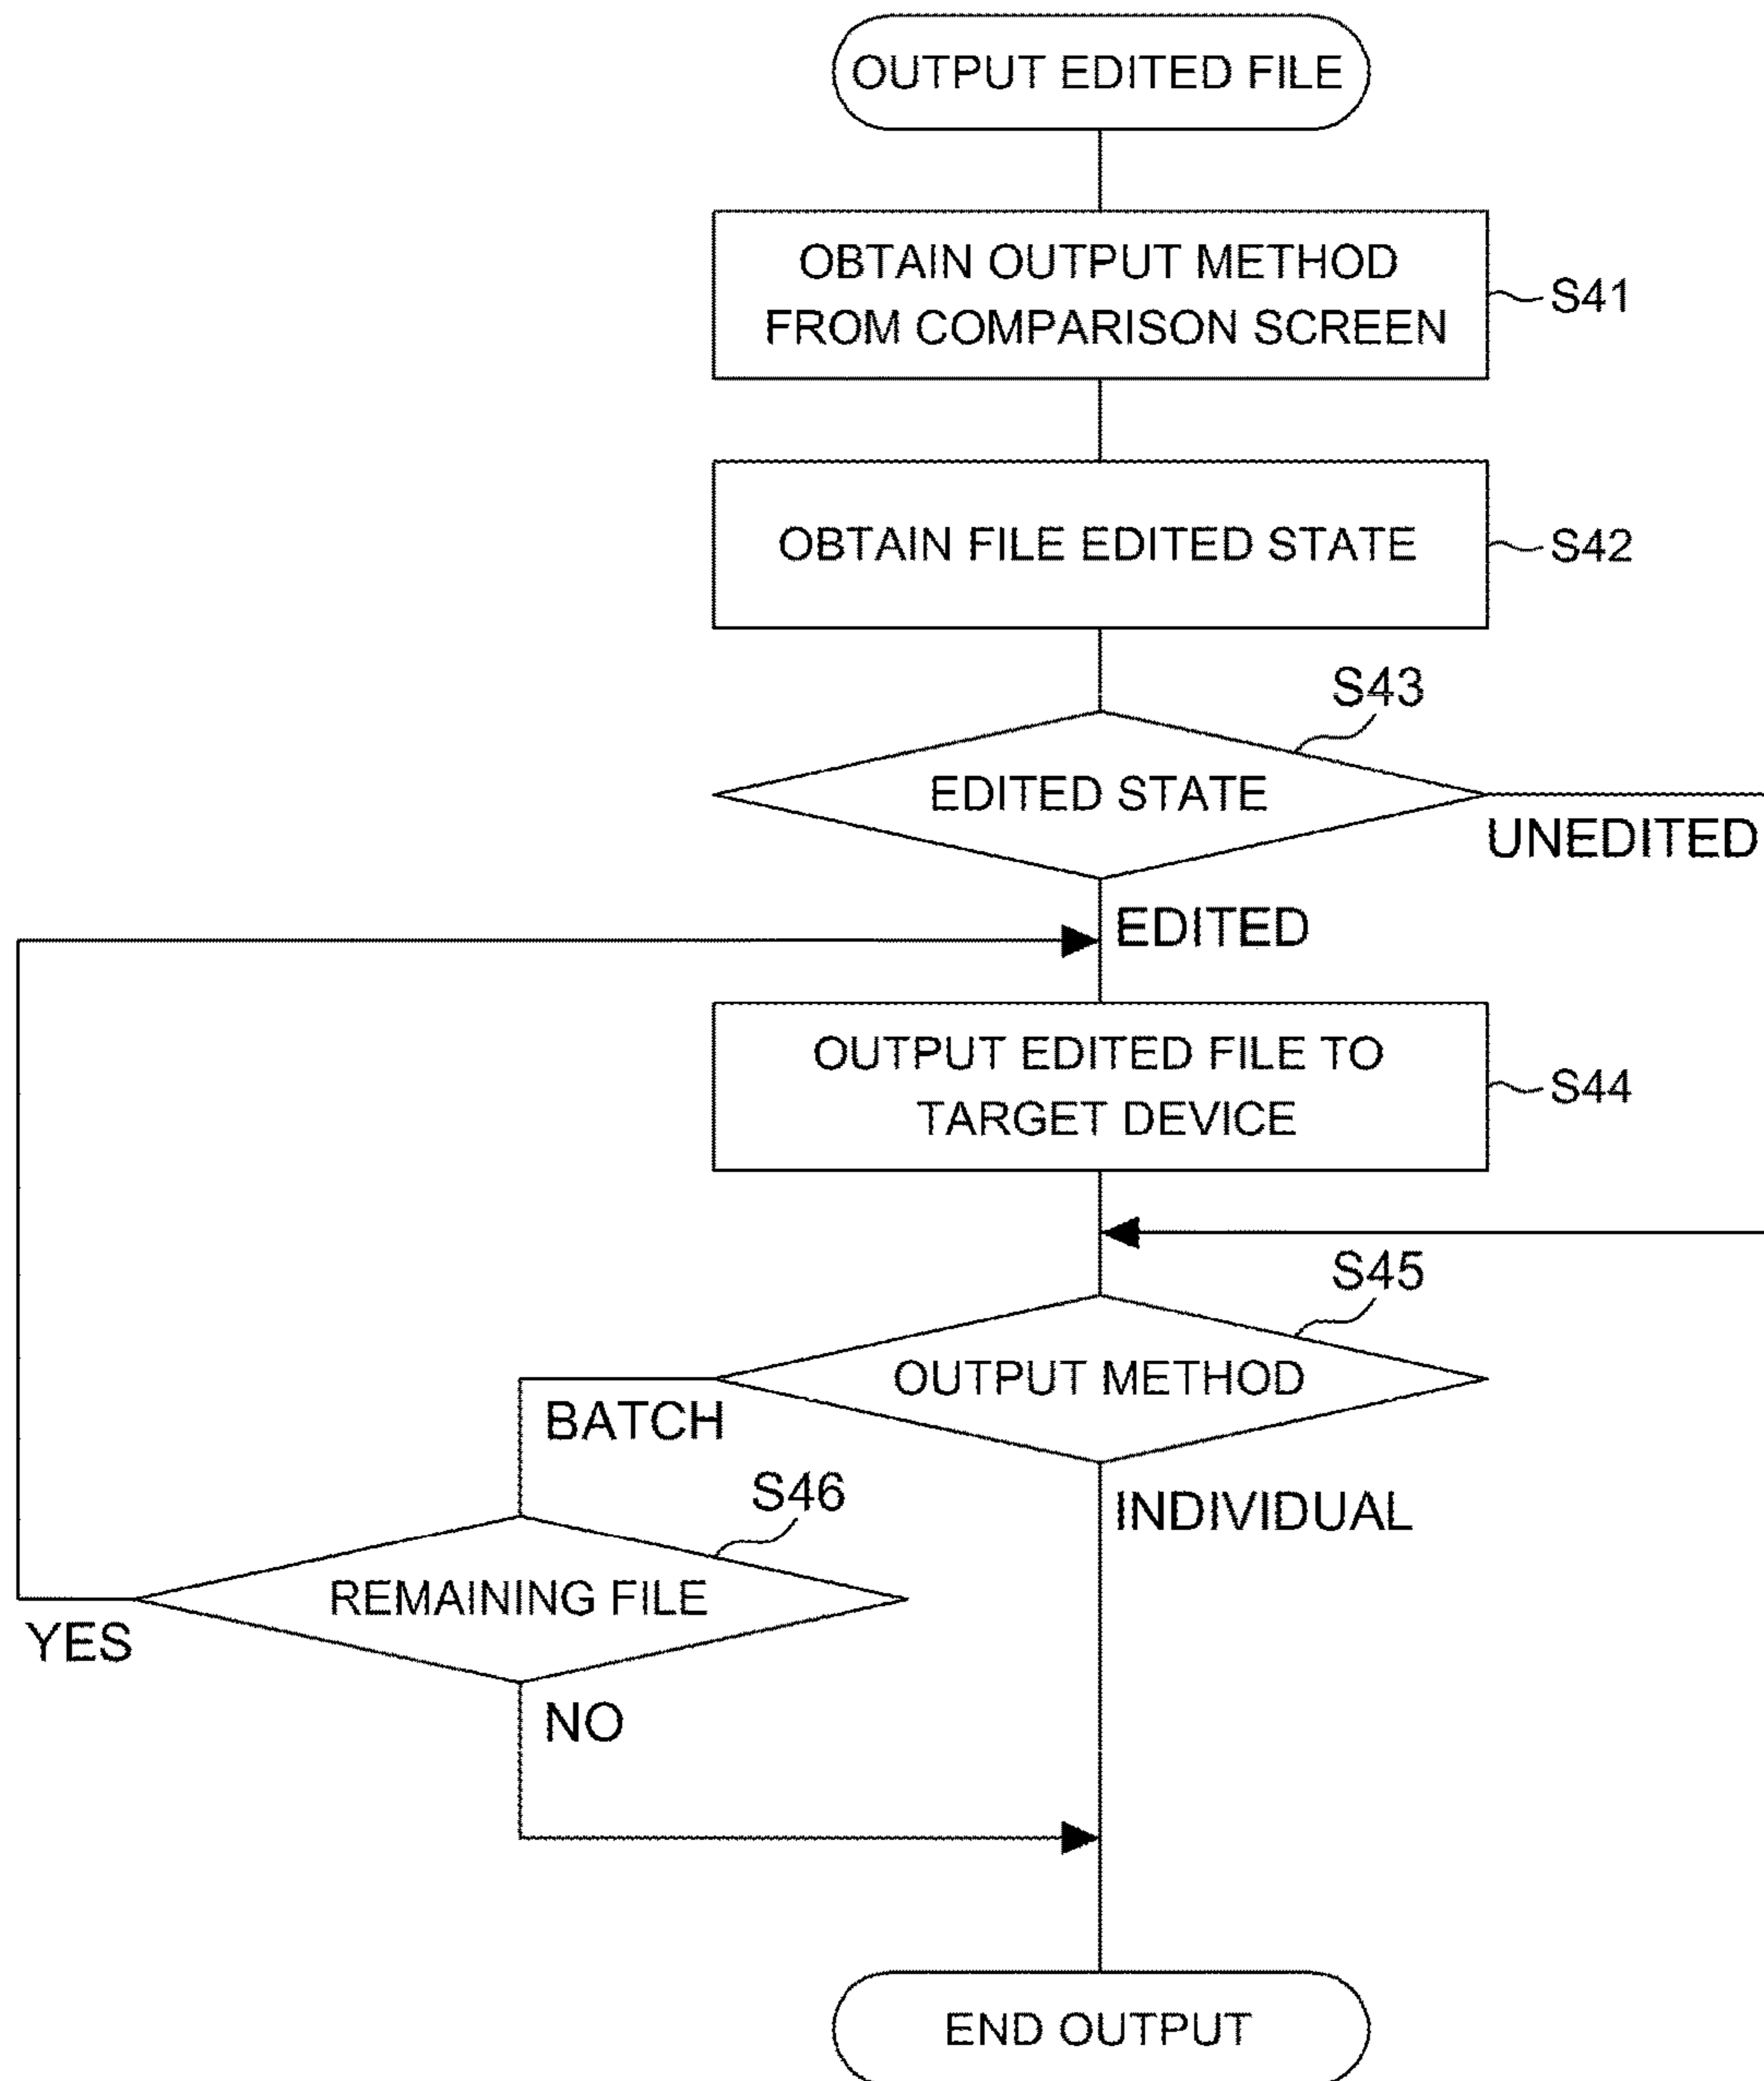 OUTPUT EDITED FILE
OBTAIN OUTPUT METHOD
FROM COMPARISON SCREEN
S41
OBTAIN FILE EDITED STATE
S42
S43
EDITED STATE
UNEDITED
EDITED
OUTPUT EDITED FILE TO
TARGET DEVICE
S44
S45
OUTPUT METHOD
BATCH
INDIVIDUAL
S46
REMAINING FILE
YES
NO
END OUTPUT